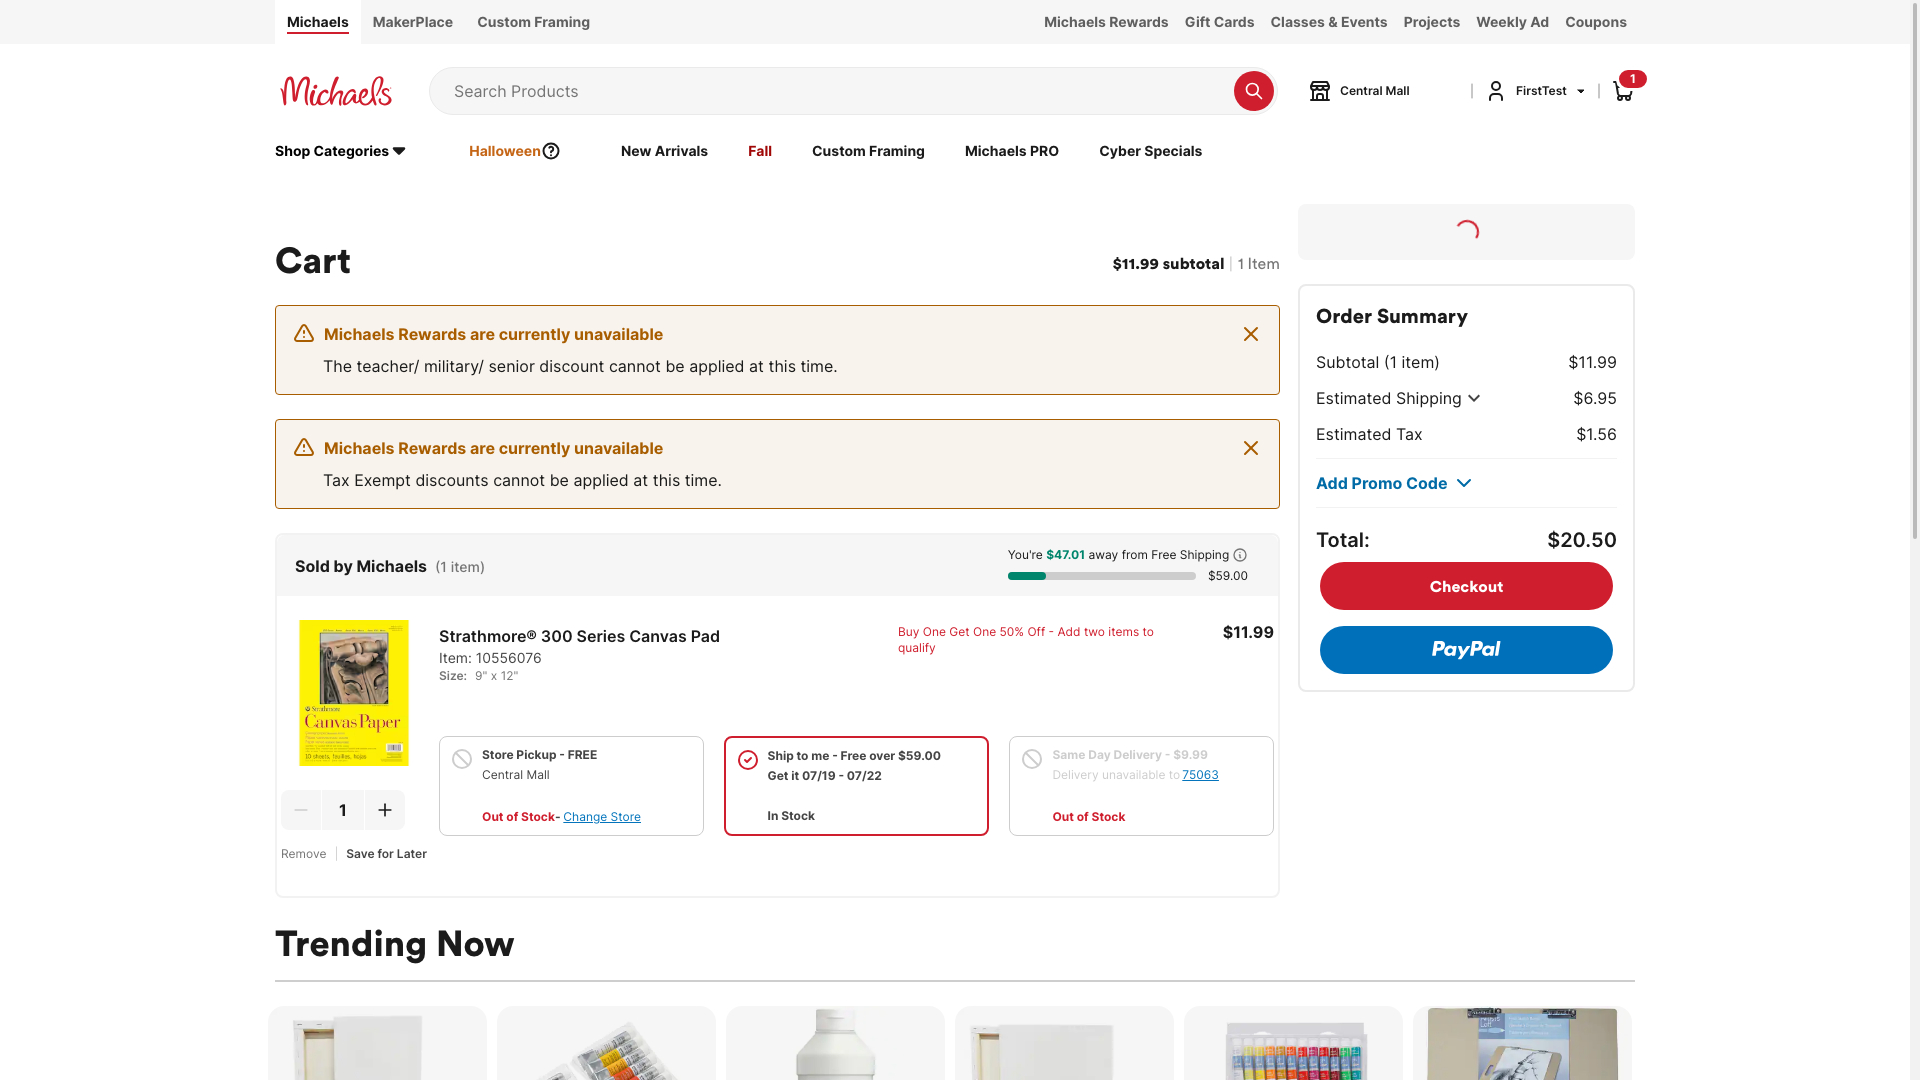 Michaels
MakerPlace
Custom Framing
Michaels Rewards
Gift Cards
Classes & Events
Projects
Weekly Ad
Coupons
Michaels
Search Products
Central Mall
FirstTest
1
Shop Categories
Halloween
New Arrivals
Fall
Custom Framing
Michaels PRO
Cyber Specials
Cart
$11.99 subtotal | 1 Item
Michaels Rewards are currently unavailable
The teacher/ military/ senior discount cannot be applied at this time.
Michaels Rewards are currently unavailable
Tax Exempt discounts cannot be applied at this time.
Sold by Michaels (1 item)
You're $47.01 away from Free Shipping
$59.00
Strathmore
Canvas Paper
Strathmore® 300 Series Canvas Pad
Item: 10556076
Size: 9" x 12"
Buy One Get One 50% Off - Add two items to
qualify
$11.99
Store Pickup - FREE
Central Mall
Out of Stock- Change Store
Ship to me - Free over $59.00
Get it 07/19 - 07/22
In Stock
Same Day Delivery - $9.99
Delivery unavailable to 75063
Out of Stock
1
Remove
Save for Later
Order Summary
Subtotal (1 item) $11.99
Estimated Shipping $6.95
Estimated Tax $1.56
Add Promo Code
Total: $20.50
Checkout
PayPal
Trending Now